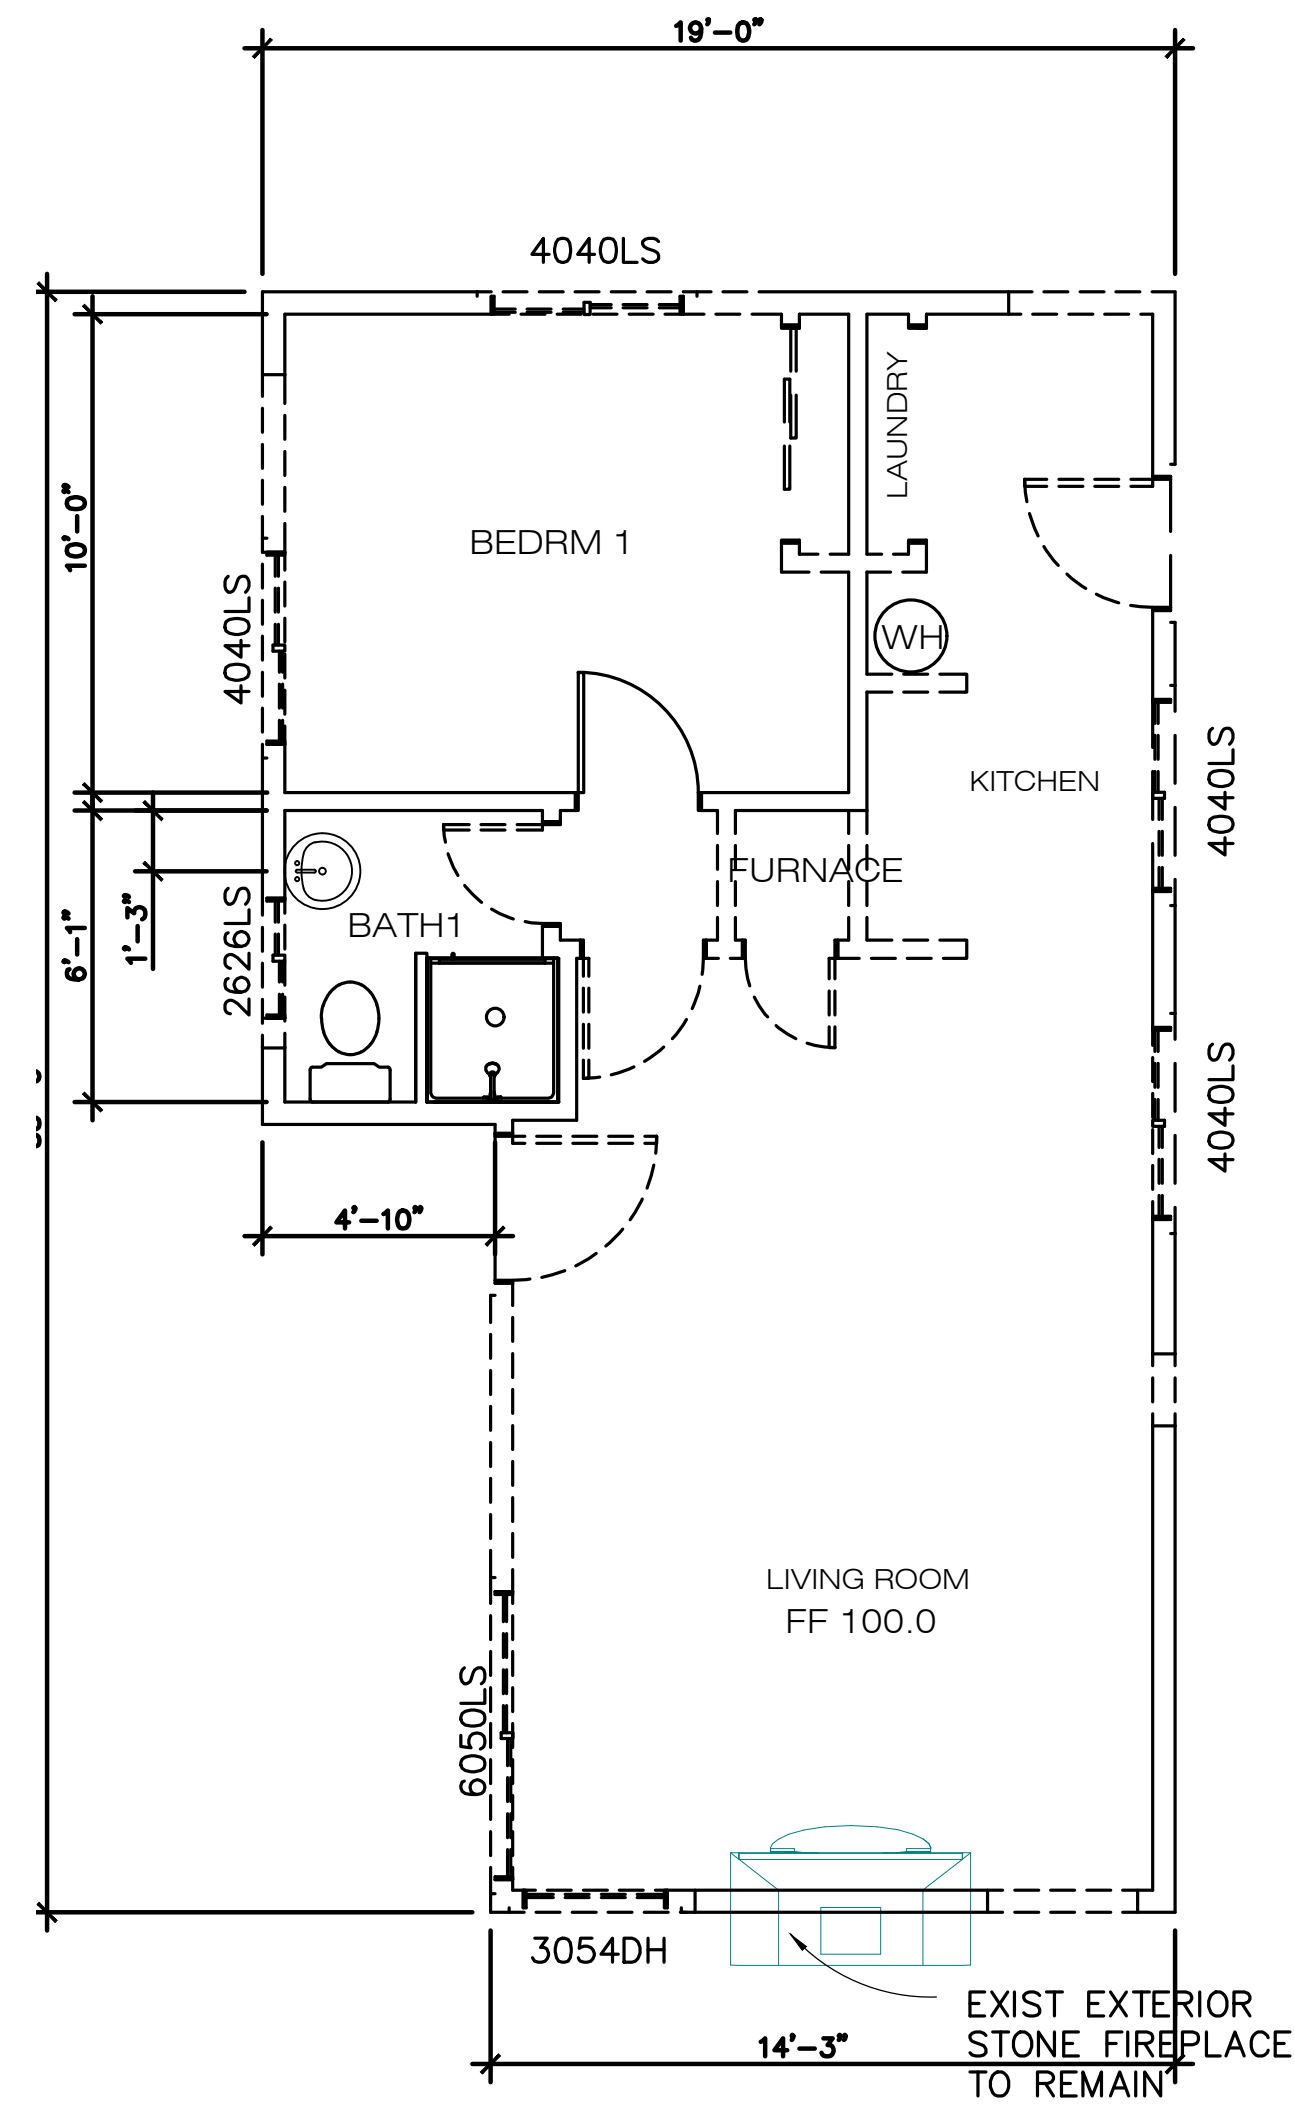 19'-0"
4040LS
LAUNDRY
10'-0"
BEDRM 1
4040LS
WH
4040LS
KITCHEN
FURNACE
2626LS
1'-3"
6'-1"
BATH1
4040LS
4'-10"
LIVING ROOM
FF 100.0
6050LS
3054DH
EXIST EXTERIOR
STONE FIREPLACE
TO REMAIN
14'-3"